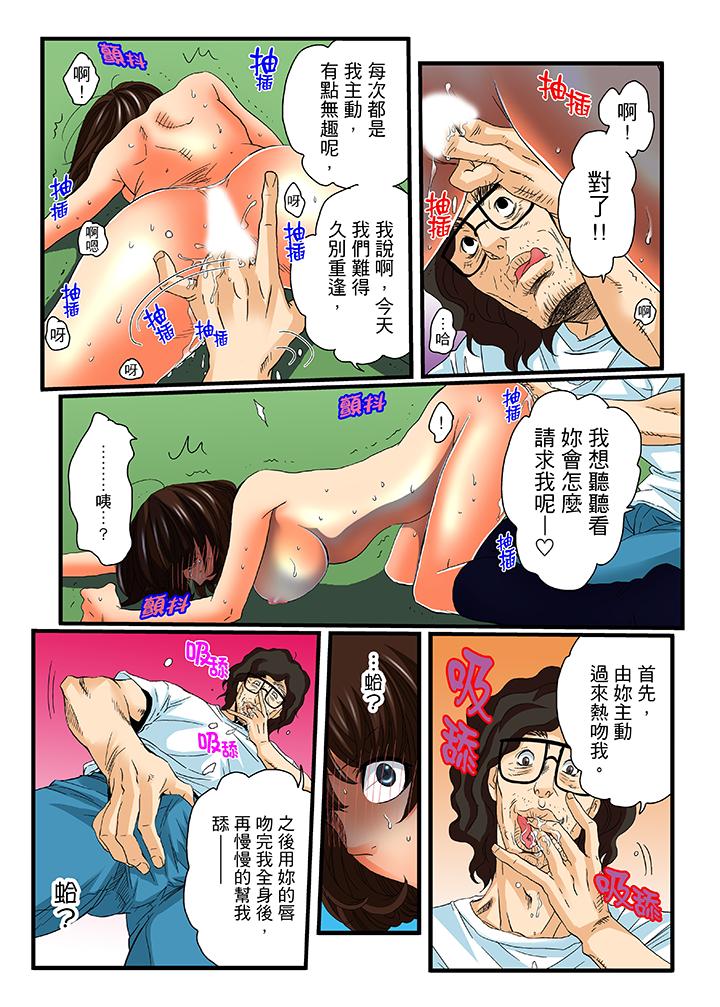 抽插
啊！
對了!!
抽插
啊
…哈
每次都是
我主動，
有點無趣呢，
我說啊，今天
我們難得
久別重逢，
顫抖
抽插
啊！
抽插
呀
啊嗯
抽插
抽插
呀
抽插
抽插
呀
抽插
我想聽聽看
妳會怎麼
請求我呢—♡
！
顫抖
抽插
…………咦……？
顫抖
首先，
由妳主動
過來熱吻我。
吸舔
吸舔
…蛤？
吸舔
吸舔
之後用妳的唇
吻完我全身後，
再慢慢的幫我
舔——
蛤？